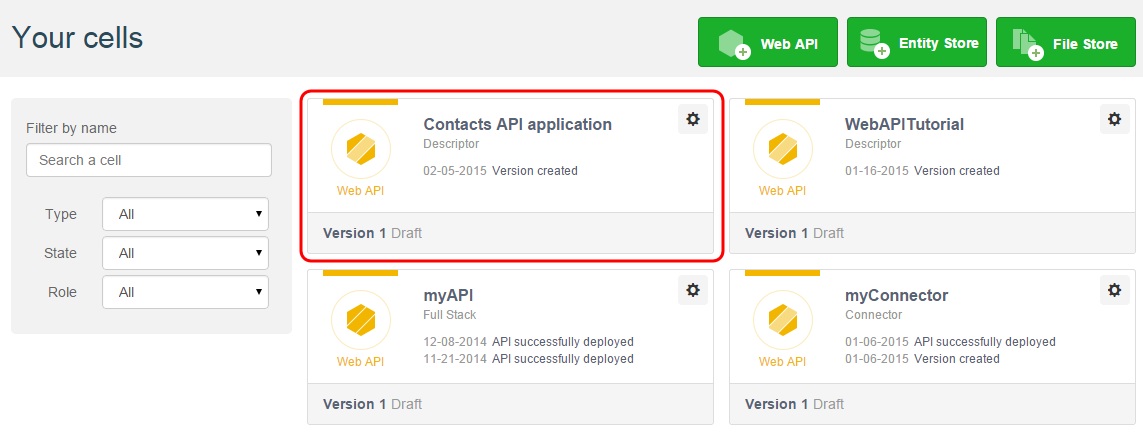 Your cells
Web API
Entity Store
File Store
Filter by name
Search a cell
Type All
State All
Role All
Contacts API application
Descriptor
02-05-2015 Version created
Web API
Version 1 Draft
WebAPITutorial
Descriptor
01-16-2015 Version created
Web API
Version 1 Draft
myAPI
Full Stack
12-08-2014 API successfully deployed
11-21-2014 API successfully deployed
Web API
Version 1 Draft
myConnector
Connector
01-06-2015 API successfully deployed
01-06-2015 Version created
Web API
Version 1 Draft